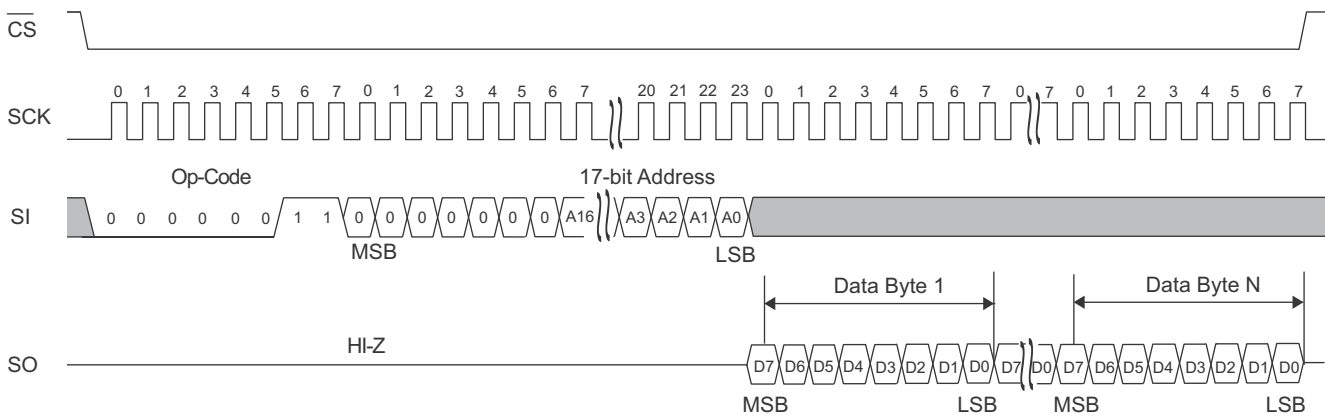 CS
SCK
0 1 2 3 4 5 6 7 0 1 2 3 4 5 6 7 20 21 22 23 0 1 2 3 4 5 6 7 0 7 0 1 2 3 4 5 6 7
Op-Code 17-bit Address
SI
0 0 0 0 0 0 1 1 0 0 0 0 0 0 0 A16 A3 A2 A1 A0
MSB LSB
Data Byte 1 Data Byte N
HI-Z
SO
D7 D6 D5 D4 D3 D2 D1 D0 D7 D0 D7 D6 D5 D4 D3 D2 D1 D0
MSB LSB MSB LSB